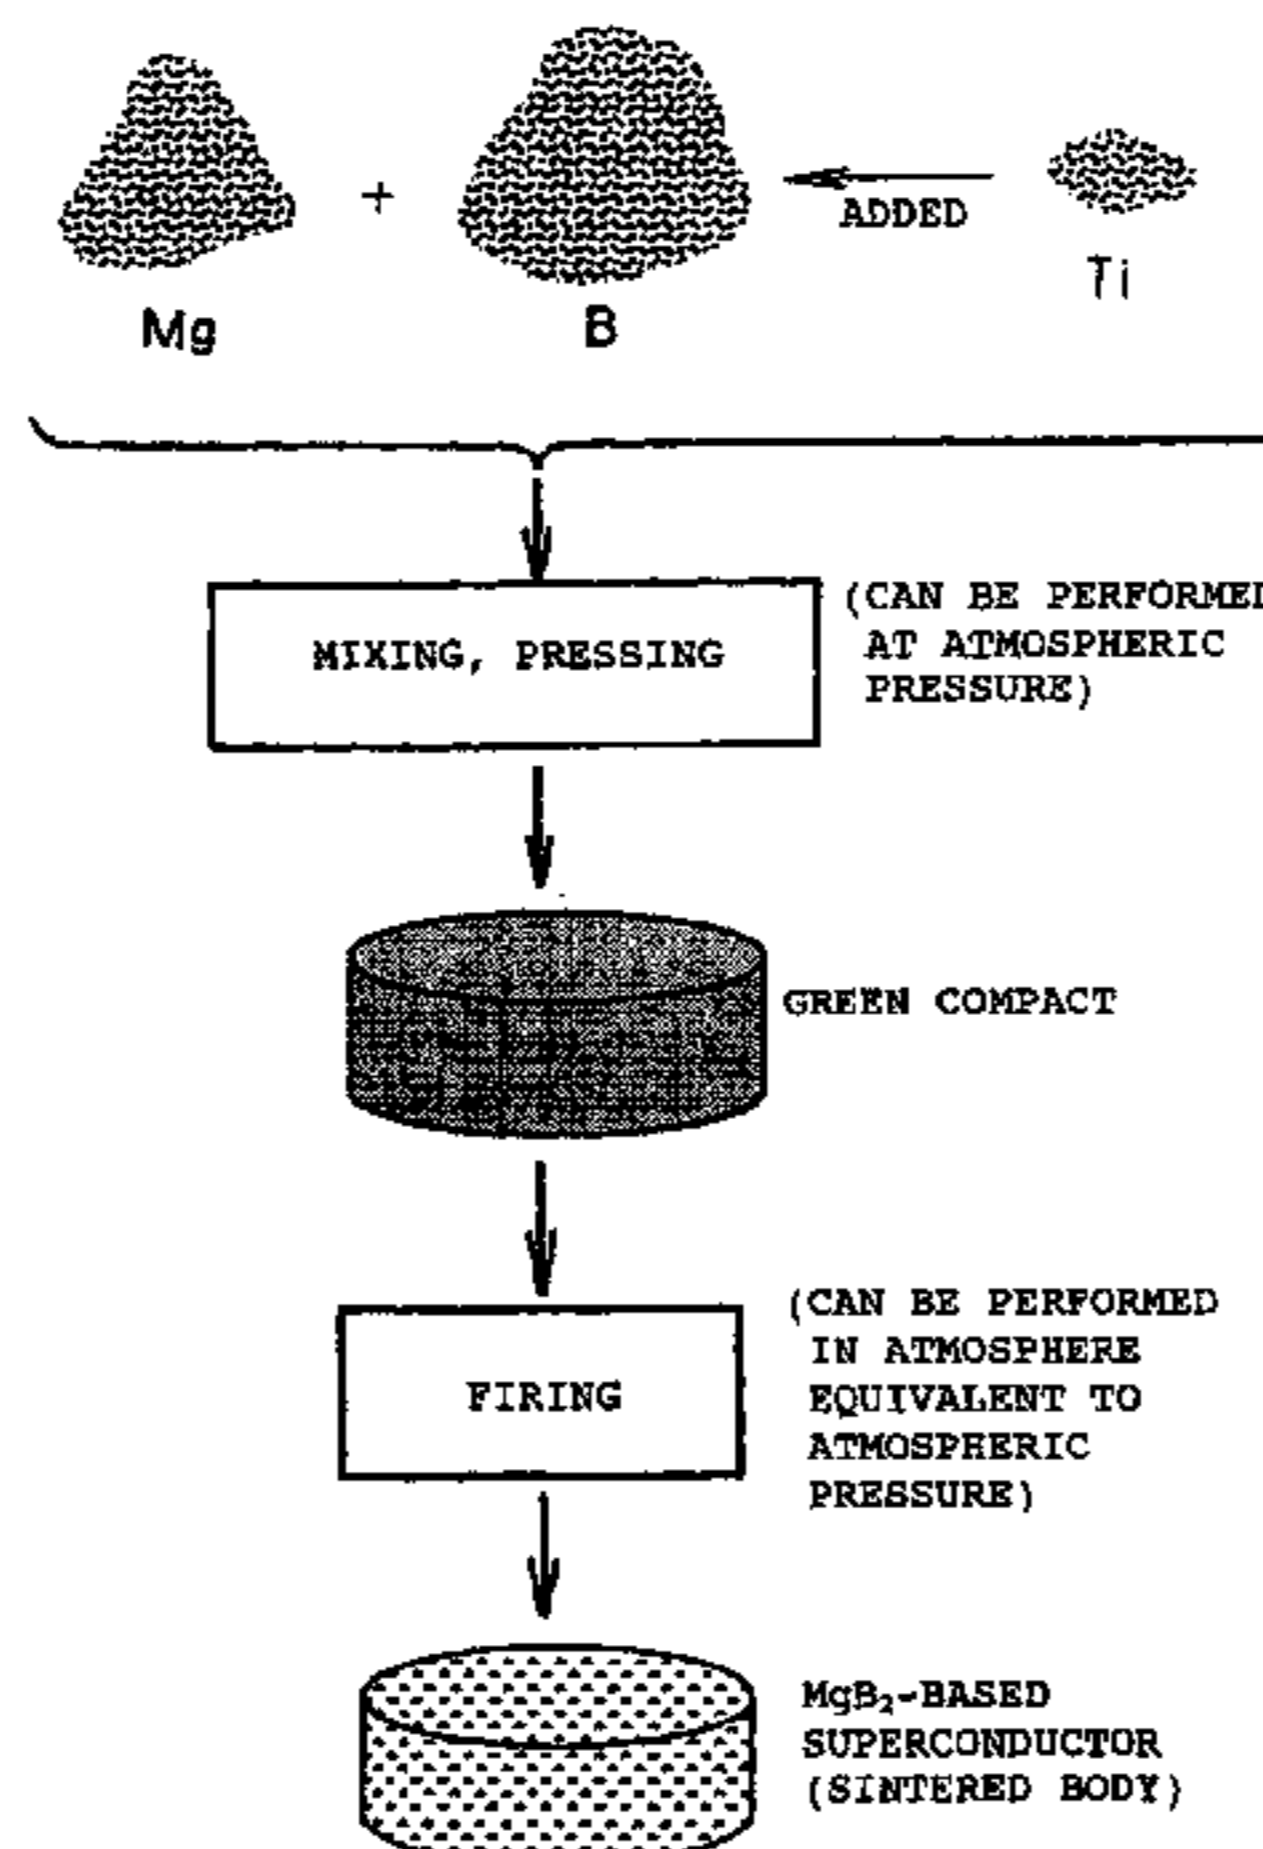 +
ADDED
Mg
B
Ti
MIXING, PRESSING
(CAN BE PERFORMED
AT ATMOSPHERIC
PRESSURE)
GREEN COMPACT
FIRING
(CAN BE PERFORMED
IN ATMOSPHERE
EQUIVALENT TO
ATMOSPHERIC
PRESSURE)
MgB₂-BASED
SUPERCONDUCTOR
(SINTERED BODY)